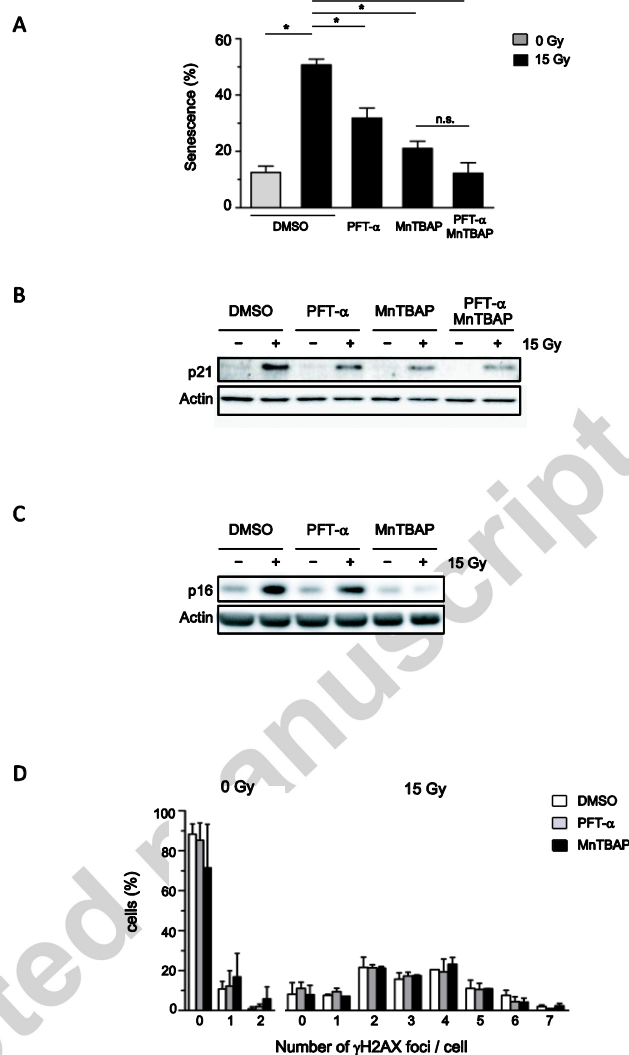 A
*
*
*
60
40
20
0
Senescence (%)
0 Gy
15 Gy
n.s.
DMSO PFT-α MnTBAP PFT-α
MnTBAP
B
DMSO PFT-α MnTBAP PFT-α
MnTBAP
– + – + – + – + 15 Gy
p21
Actin
C
DMSO PFT-α MnTBAP
– + – + – + 15 Gy
p16
Actin
D
0 Gy 15 Gy
DMSO
PFT-α
MnTBAP
100
80
60
40
20
0
cells (%)
0 1 2 0 1 2 3 4 5 6 7
Number of γH2AX foci / cell
ted manuscript